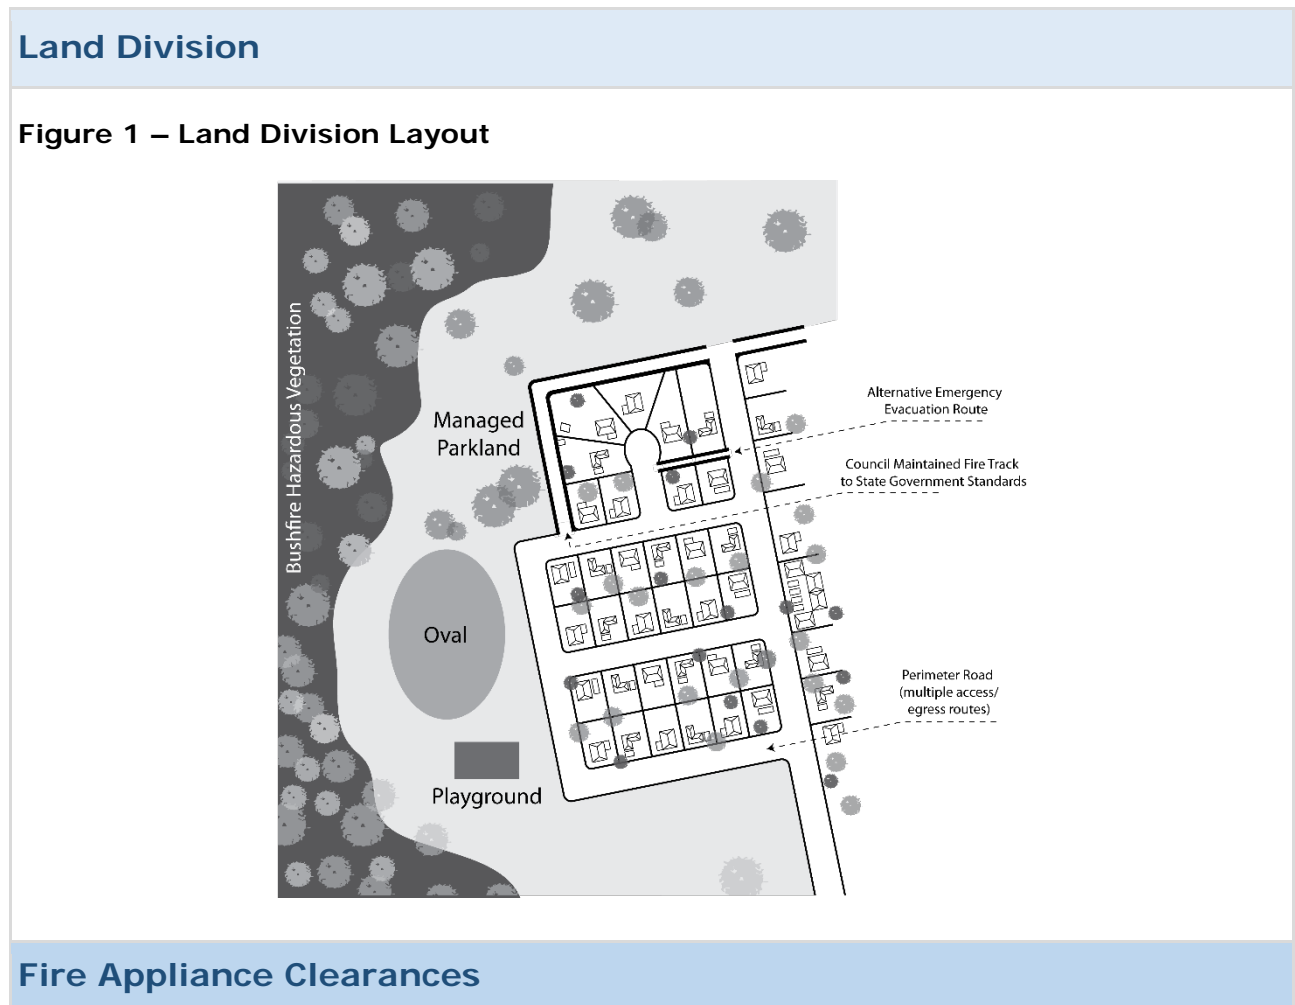 Land Division
Figure 1 – Land Division Layout
Bushfire Hazardous Vegetation
Managed
Parkland
Alternative Emergency
Evacuation Route
Council Maintained Fire Track
to State Government Standards
Oval
Perimeter Road
(multiple access/
egress routes)
Playground
Fire Appliance Clearances